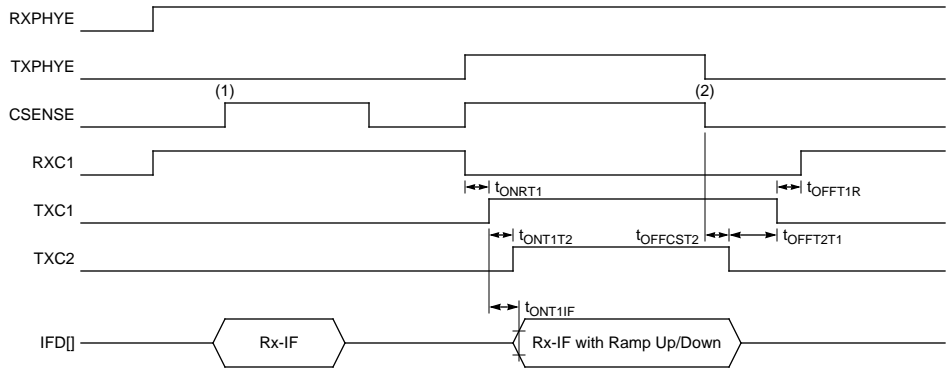 RXPHYE
TXPHYE
(1)
(2)
CSENSE
RXC1
tONRT1
tOFFT1R
TXC1
tONT1T2
tOFFCST2
tOFFT2T1
TXC2
tONT1IF
IFD[]
Rx-IF
Rx-IF with Ramp Up/Down